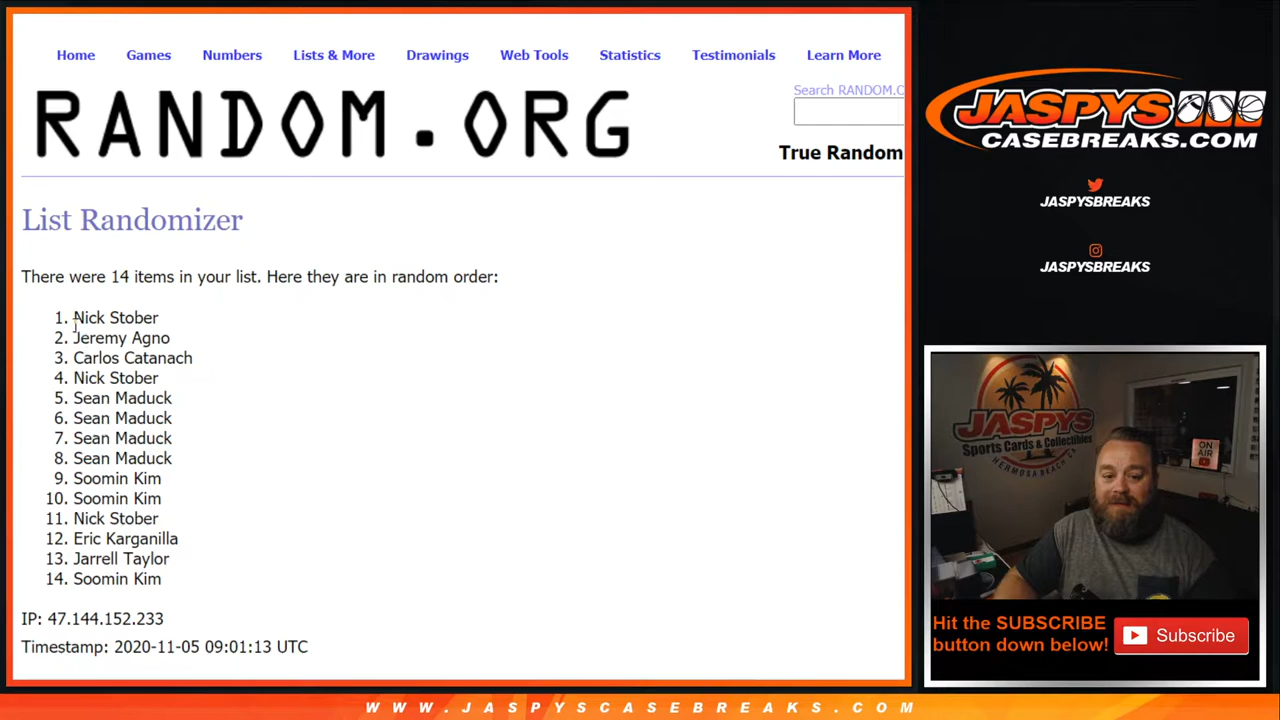 Home Games Numbers Lists & More Drawings Web Tools Statistics Testimonials Learn More
Search RANDOM.O
RANDOM.ORG
True Random
List Randomizer
There were 14 items in your list. Here they are in random order:
1. Nick Stober
2. Jeremy Agno
3. Carlos Catanach
4. Nick Stober
5. Sean Maduck
6. Sean Maduck
7. Sean Maduck
8. Sean Maduck
9. Soomin Kim
10. Soomin Kim
11. Nick Stober
12. Eric Karganilla
13. Jarrell Taylor
14. Soomin Kim
IP: 47.144.152.233
Timestamp: 2020-11-05 09:01:13 UTC
JASPYS
CASEBREAKS.COM
JASPYSBREAKS
JASPYSBREAKS
JASPYS
Sports Cards & Collectibles
HERMOSA BEACH CA
ON
AIR
Hit the SUBSCRIBE
button down below!
Subscribe
WWW.JASPYSCASEBREAKS.COM